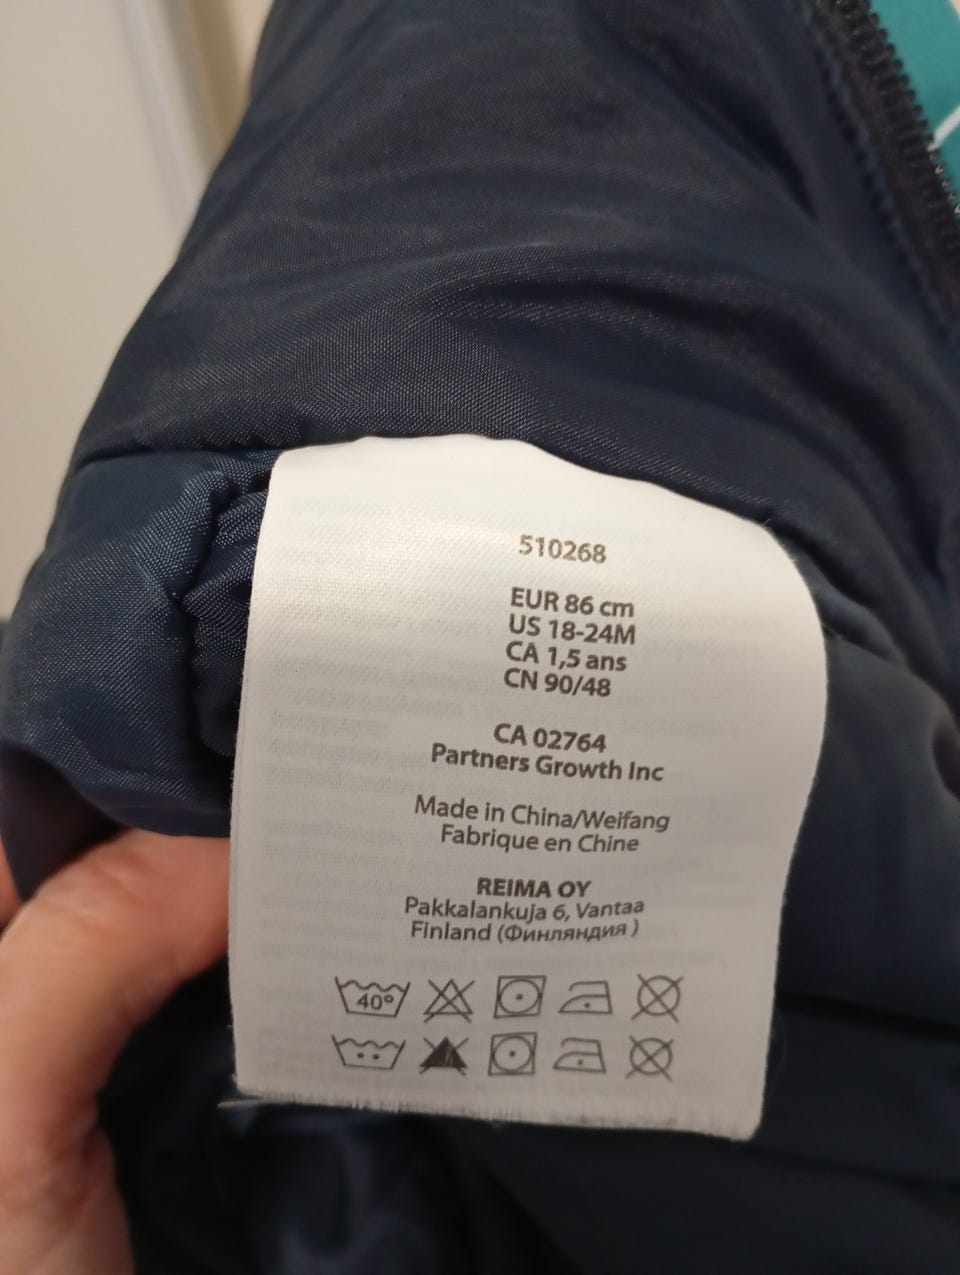 510268
EUR 86 cm
US 18-24M
CA 1,5 ans
CN 90/48
CA 02764
Partners Growth Inc
Made in China/Weifang
Fabrique en Chine
REIMA OY
Pakkalankuja 6, Vantaa
Finland (Финляндия )
40°